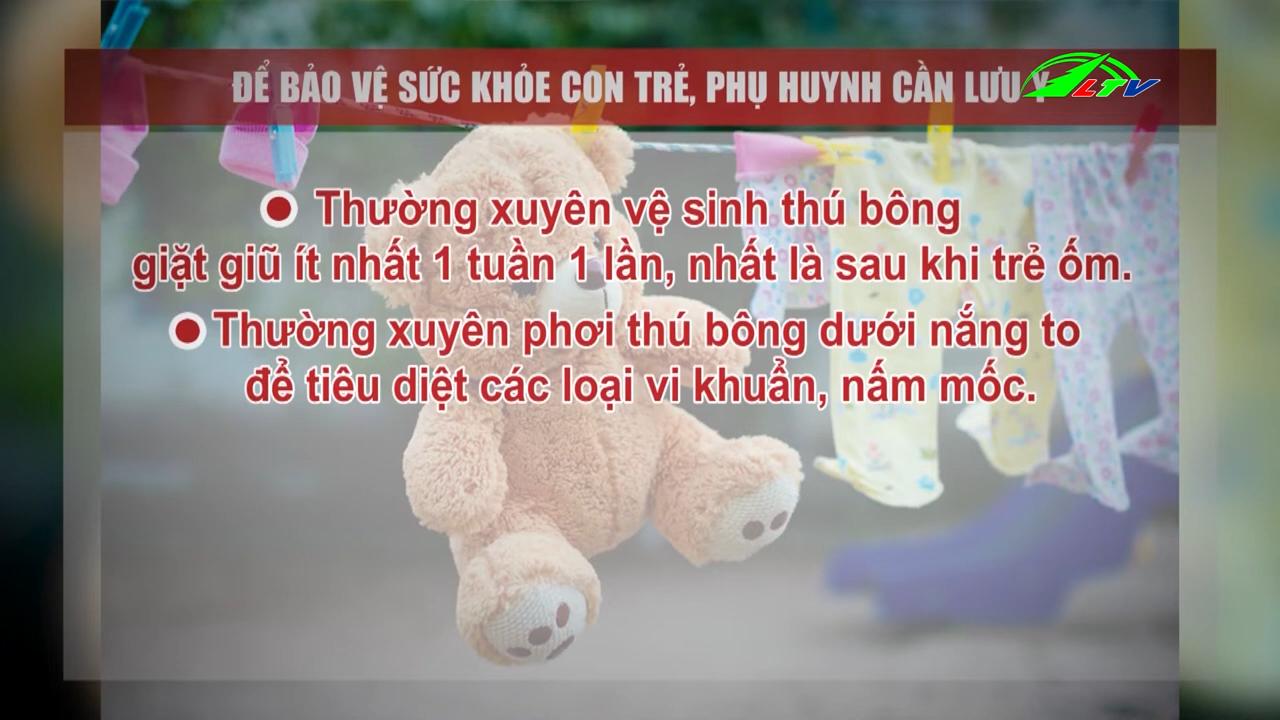 ĐỂ BẢO VỆ SỨC KHỎE CON TRẺ, PHỤ HUYNH CẦN LƯU Ý
LTV
Thường xuyên vệ sinh thú bông
giặt giũ ít nhất 1 tuần 1 lần, nhất là sau khi trẻ ốm.
Thường xuyên phơi thú bông dưới nắng to
để tiêu diệt các loại vi khuẩn, nấm mốc.